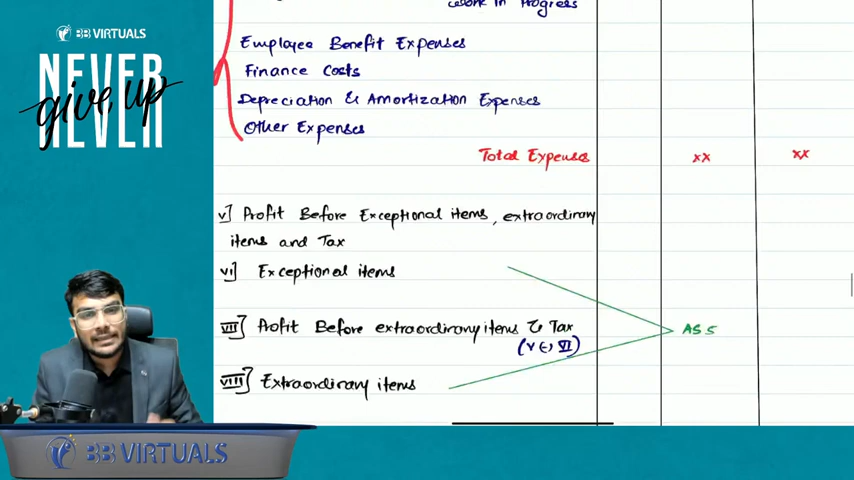 BB VIRTUALS
NEVER
give up
NEVER
Work In Progress
Employee Benefit Expenses
Finance Costs
Depreciation & Amortization Expenses
Other Expenses
Total Expenses xx xx
V] Profit Before Exceptional items, extraordinary
items and Tax
VI] Exceptional items
VII] Profit Before extraordinary items & Tax
(V (-) VI)
AS 5
VIII] Extraordinary items
BB VIRTUALS